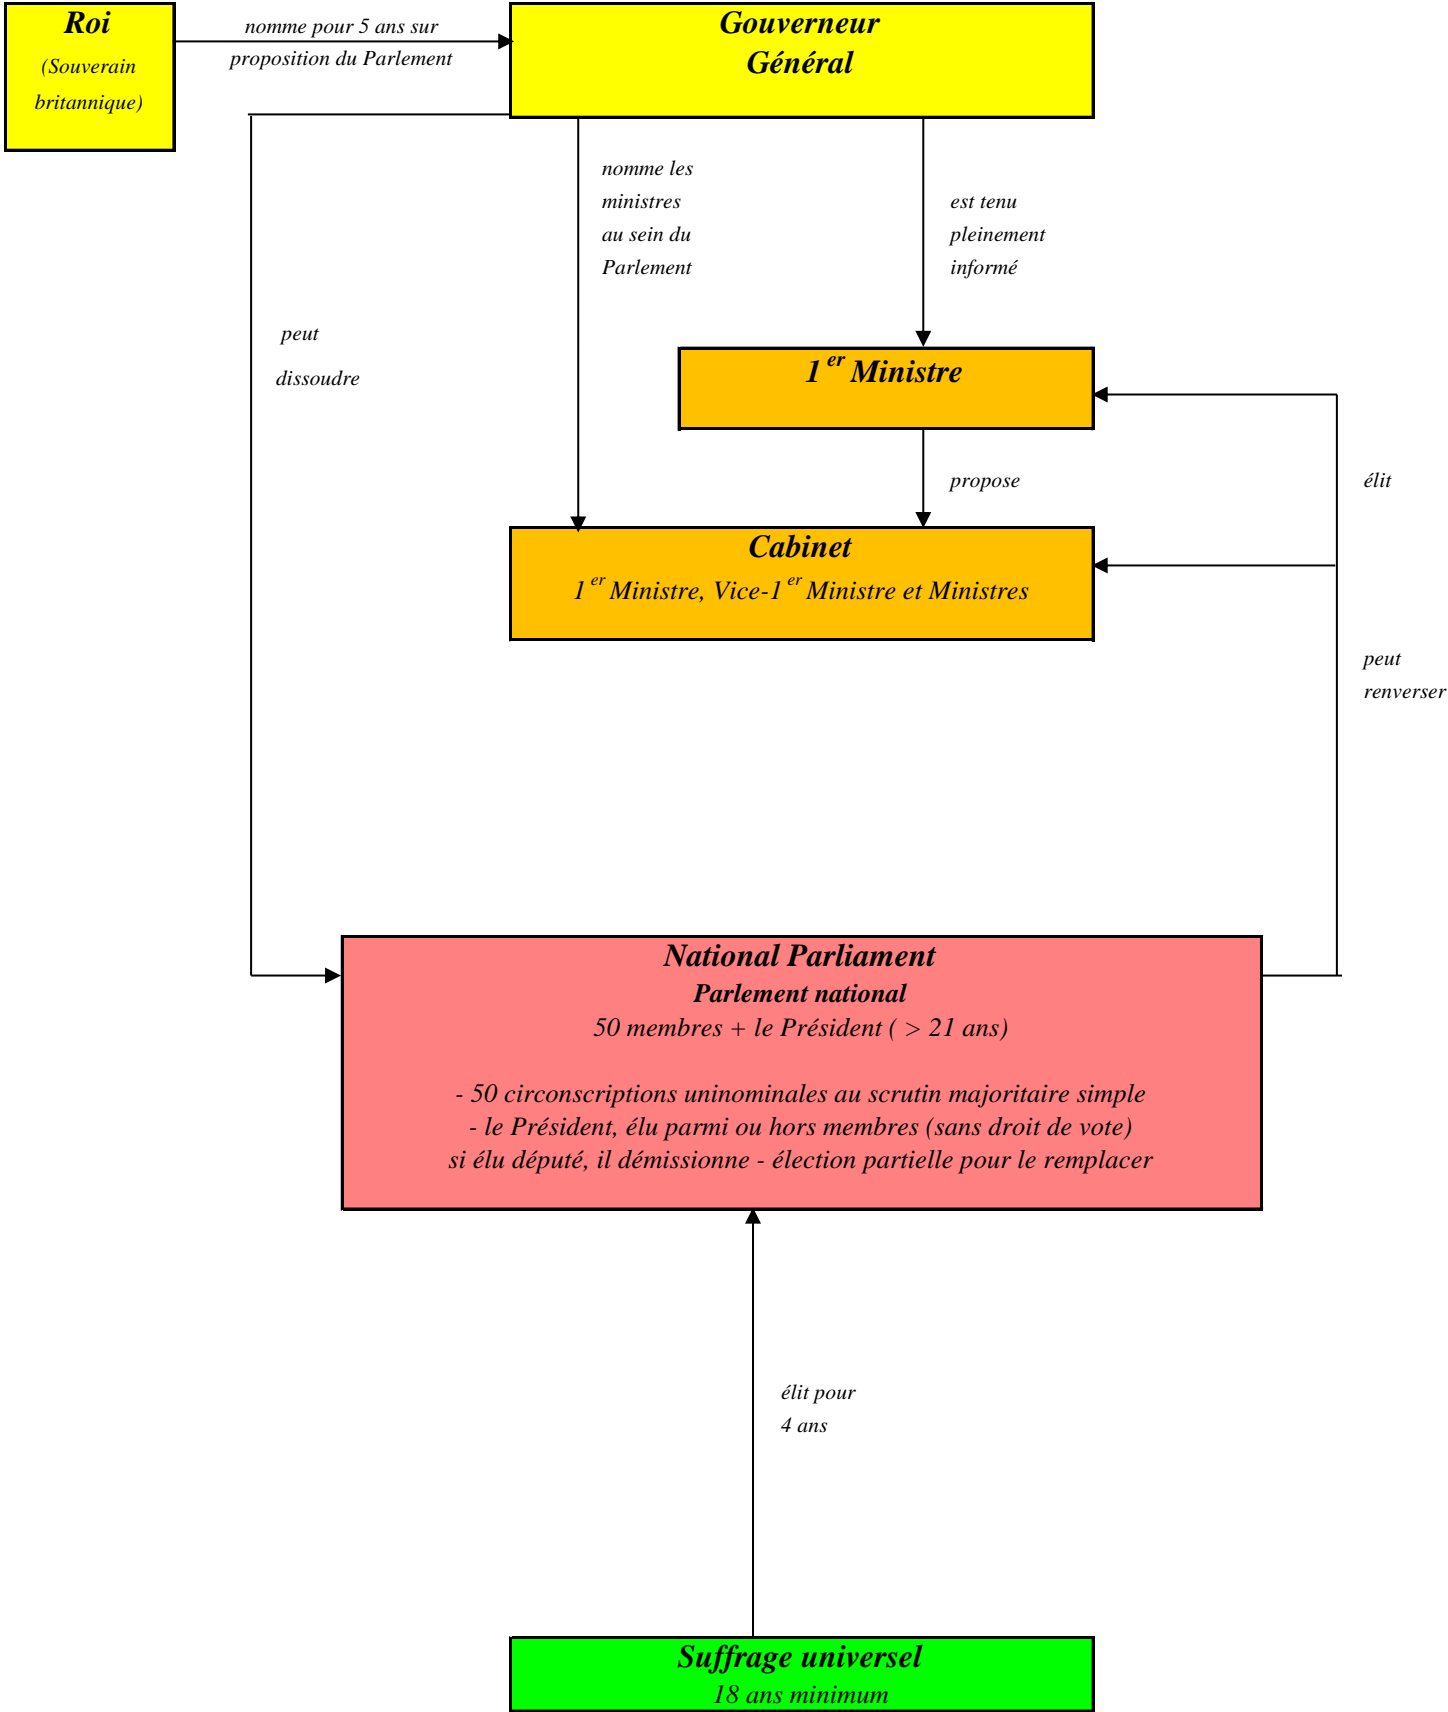 Roi
(Souverain
britannique)
nomme pour 5 ans sur
proposition du Parlement
Gouverneur
Général
nomme les
ministres
au sein du
Parlement
est tenu
pleinement
informé
peut
dissoudre
1er Ministre
propose
élit
Cabinet
1er Ministre, Vice-1er Ministre et Ministres
peut
renverser
National Parliament
Parlement national
50 membres + le Président ( > 21 ans)
- 50 circonscriptions uninominales au scrutin majoritaire simple
- le Président, élu parmi ou hors membres (sans droit de vote)
si élu député, il démissionne - élection partielle pour le remplacer
élit pour
4 ans
Suffrage universel
18 ans minimum